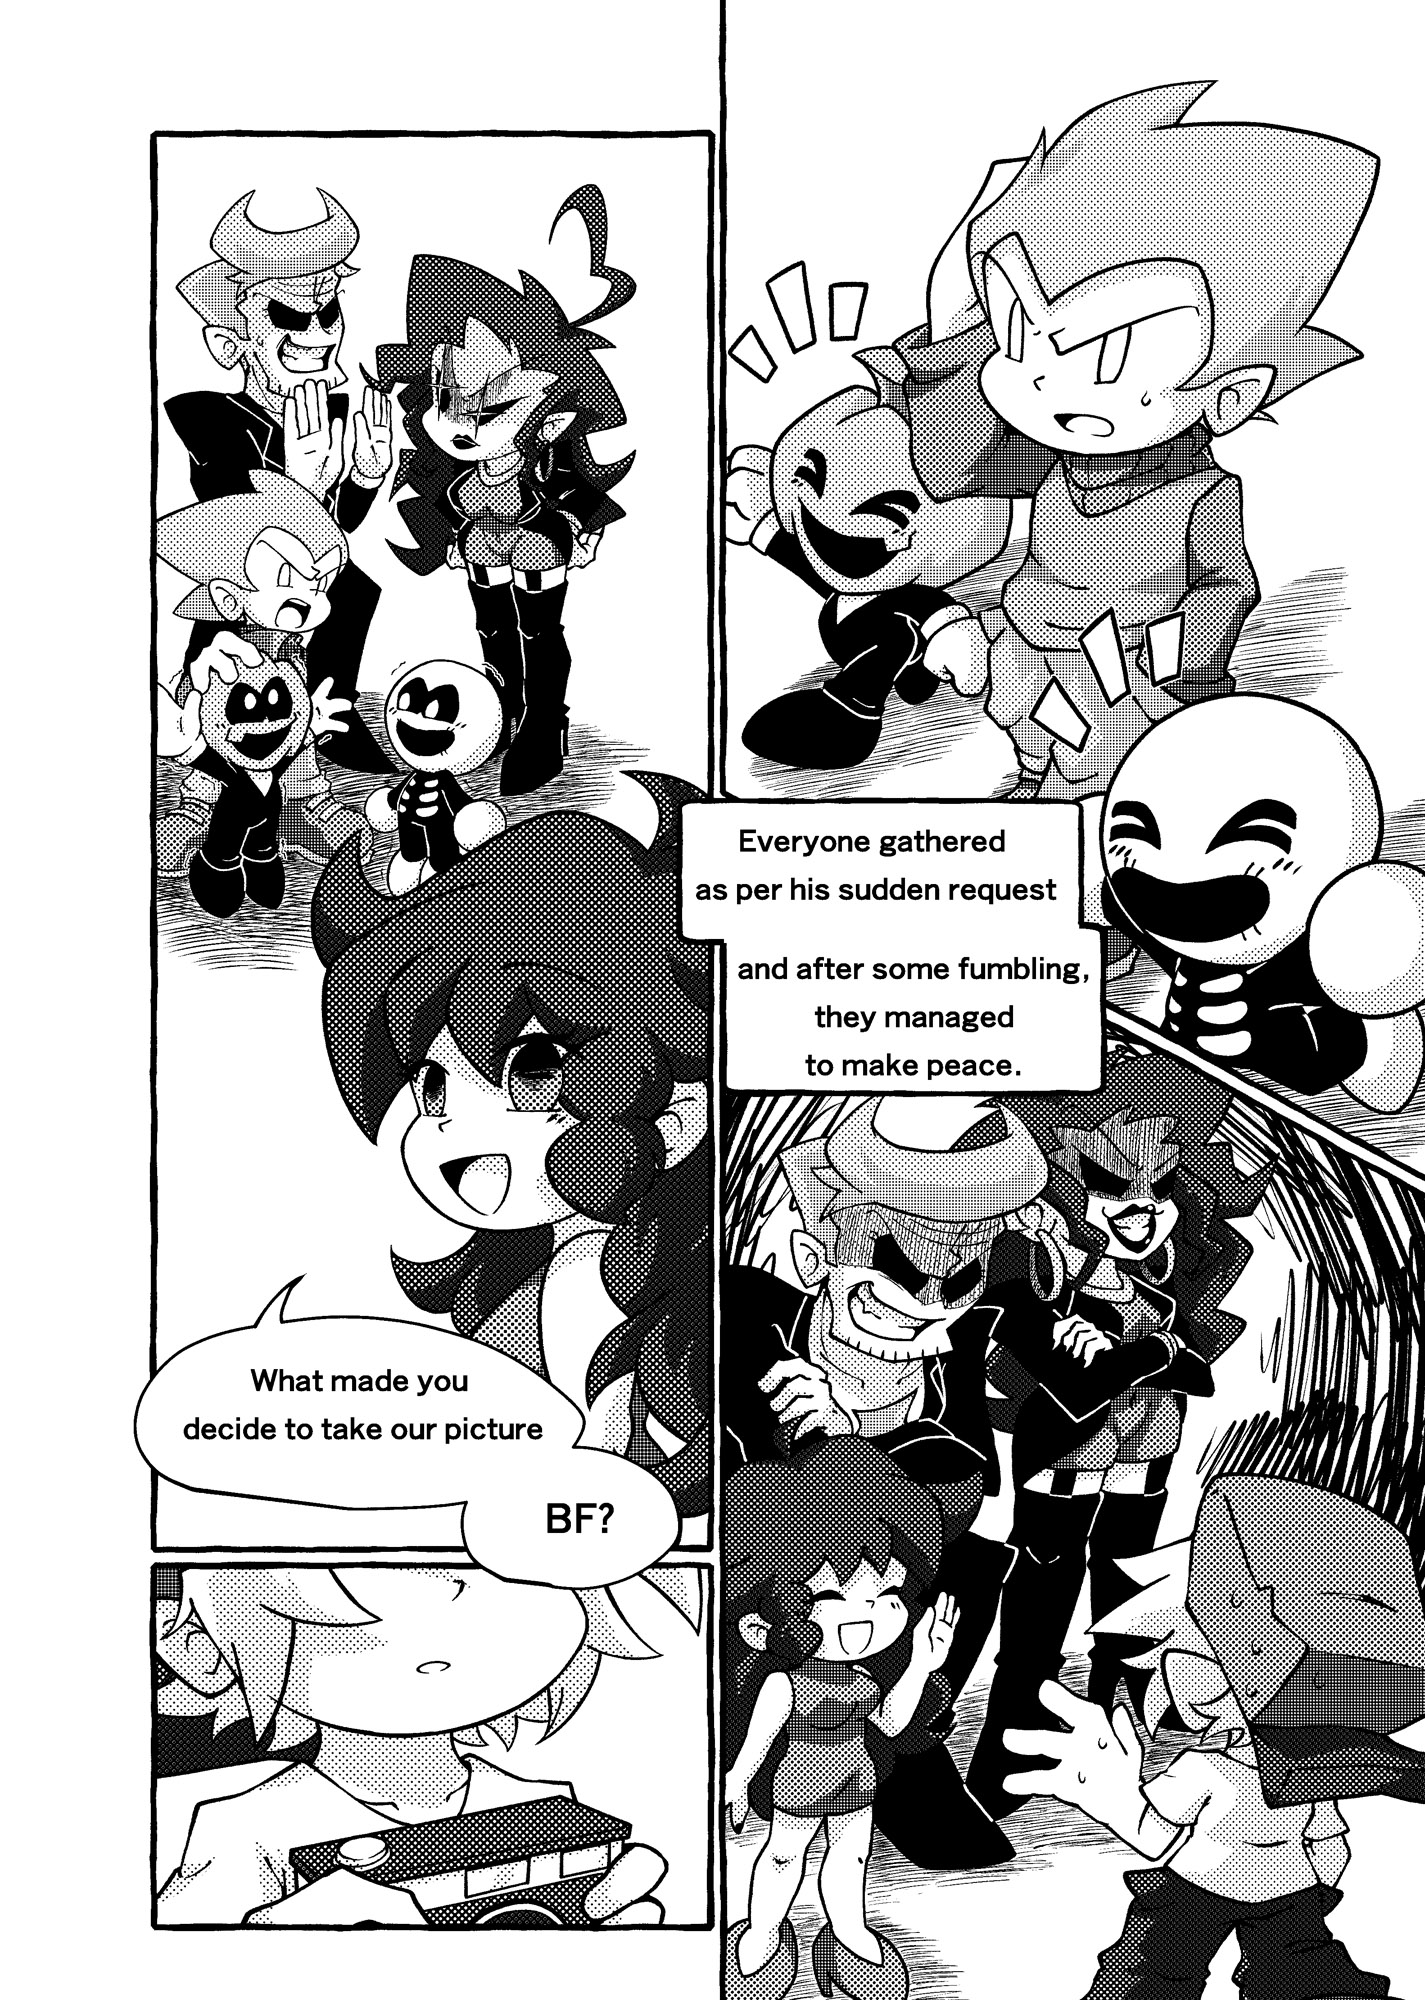 Everyone gathered
as per his sudden request
and after some fumbling,
they managed
to make peace.
What made you
decide to take our picture
BF?